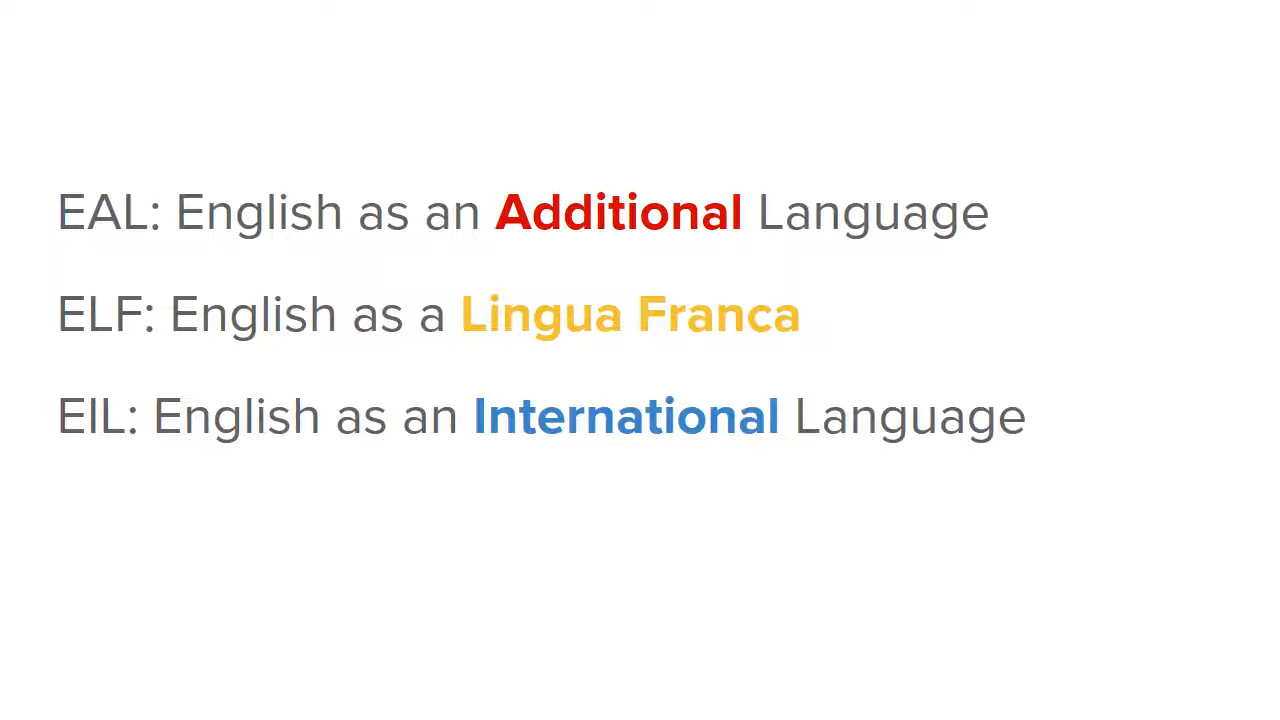 EAL: English as an Additional Language
ELF: English as a Lingua Franca
EIL: English as an International Language